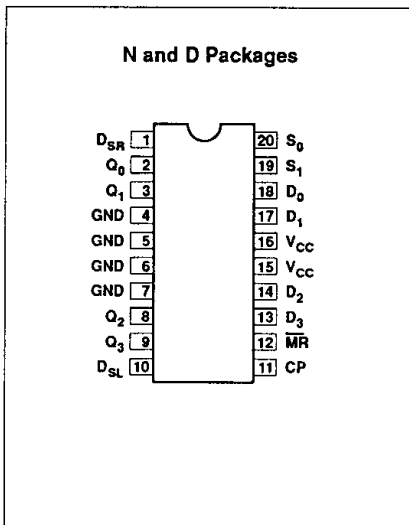 N and D Packages
D_SR 1 20 S_0
Q_0 2 19 S_1
Q_1 3 18 D_0
GND 4 17 D_1
GND 5 16 V_CC
GND 6 15 V_CC
GND 7 14 D_2
Q_2 8 13 D_3
Q_3 9 12 M̅R̅
D_SL 10 11 CP